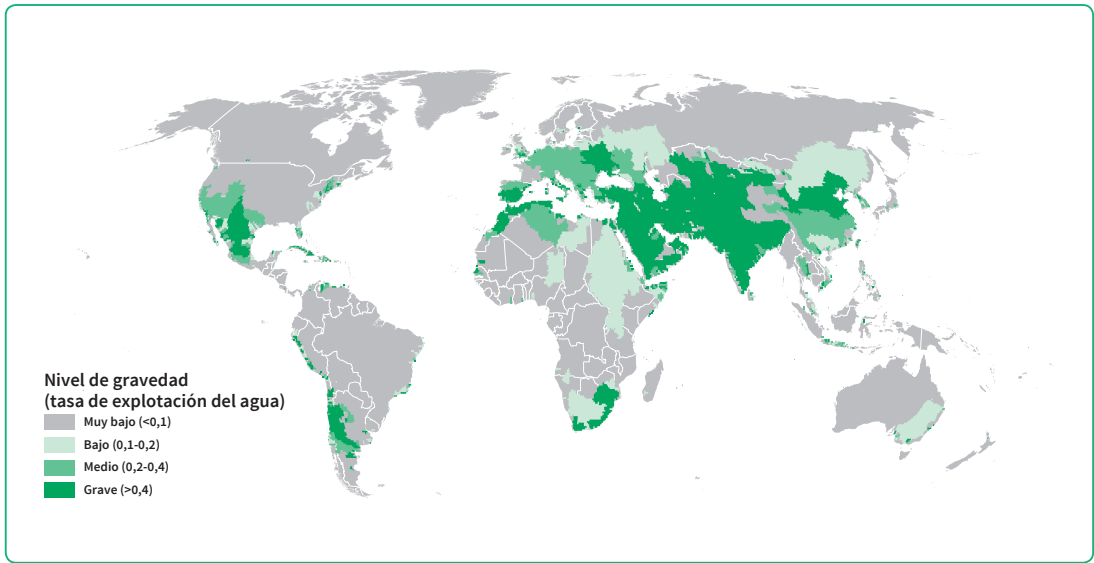 Nivel de gravedad
(tasa de explotación del agua)
Muy bajo (<0,1)
Bajo (0,1-0,2)
Medio (0,2-0,4)
Grave (>0,4)